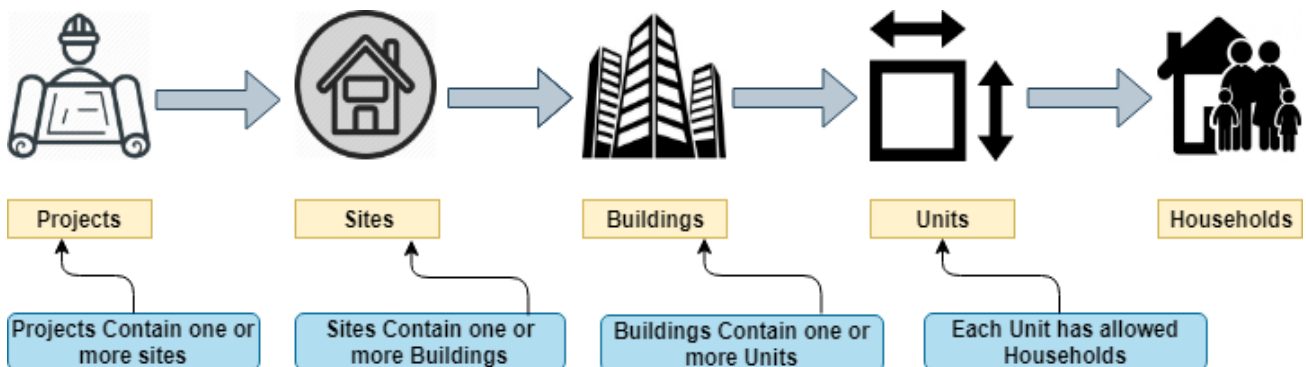 Projects
Sites
Buildings
Units
Households
Projects Contain one or
more sites
Sites Contain one or
more Buildings
Buildings Contain one or
more Units
Each Unit has allowed
Households